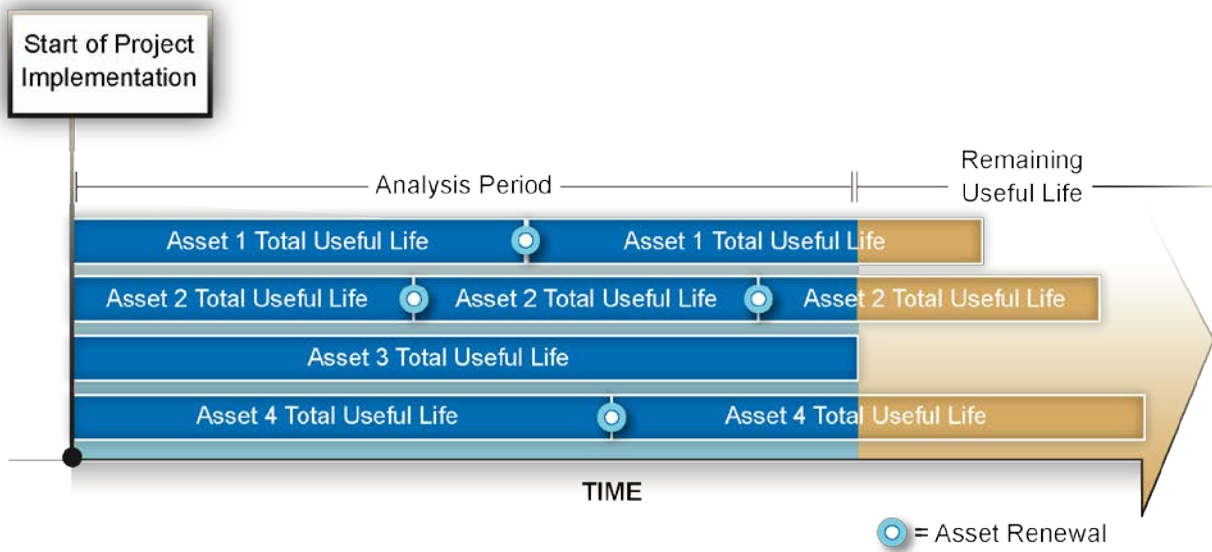 Start of Project
Implementation
Analysis Period
Remaining
Useful Life
Asset 1 Total Useful Life
Asset 1 Total Useful Life
Asset 2 Total Useful Life
Asset 2 Total Useful Life
Asset 2 Total Useful Life
Asset 3 Total Useful Life
Asset 4 Total Useful Life
Asset 4 Total Useful Life
TIME
= Asset Renewal